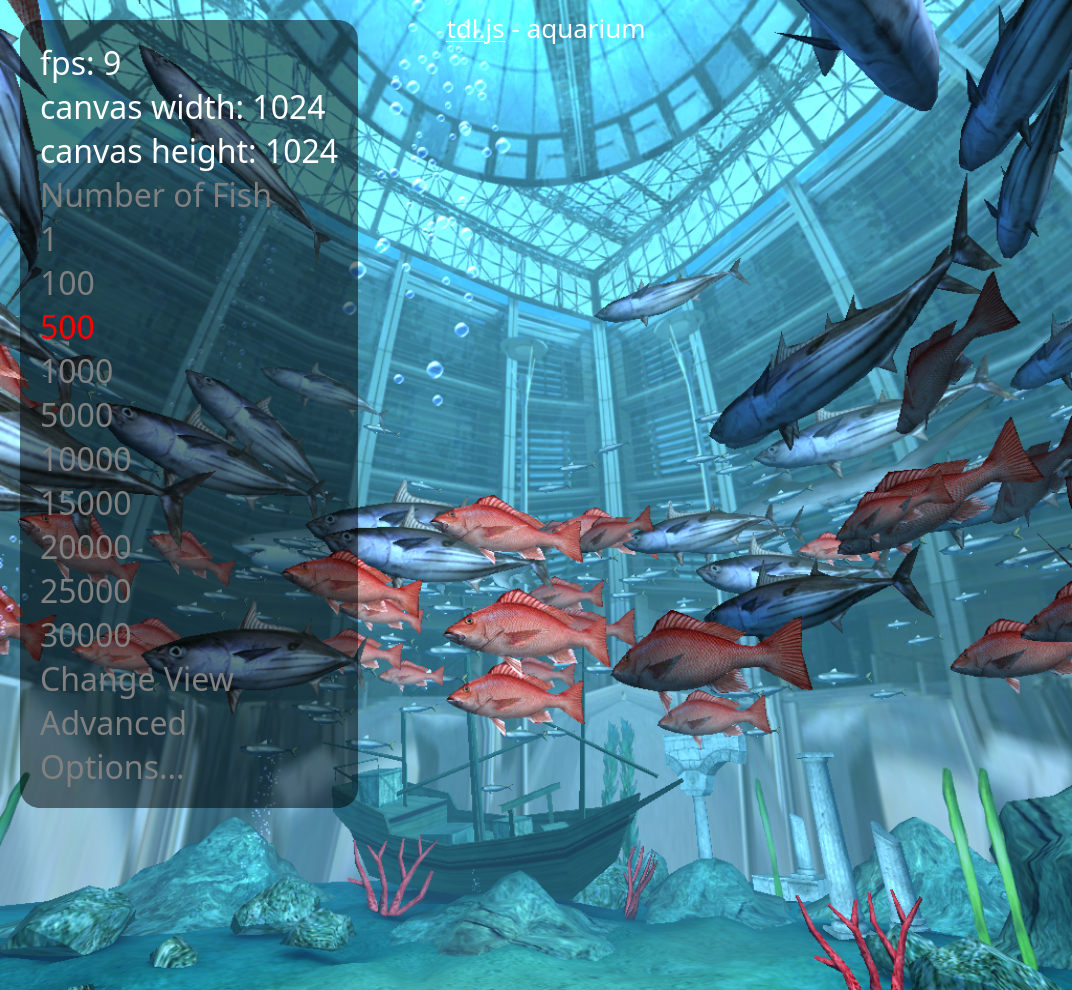 tdl.js - aquarium
fps: 9
canvas width: 1024
canvas height: 1024
Number of Fish
1
100
500
1000
5000
10000
15000
20000
25000
30000
Change View
Advanced
Options...